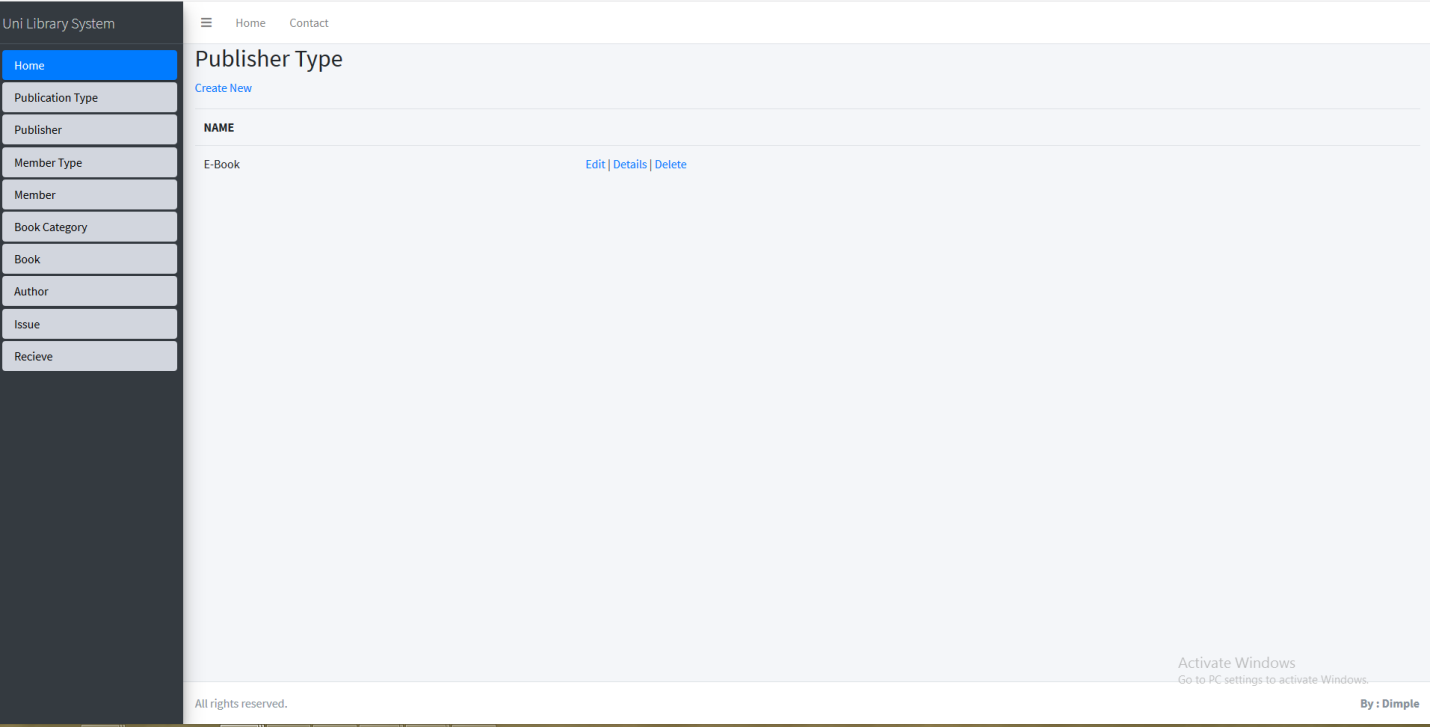 Uni Library System
Home
Contact
Home
Publication Type
Publisher
Member Type
Member
Book Category
Book
Author
Issue
Recieve
Publisher Type
Create New
NAME
E-Book
Edit | Details | Delete
Activate Windows
Go to PC settings to activate Windows.
All rights reserved.
By : Dimple